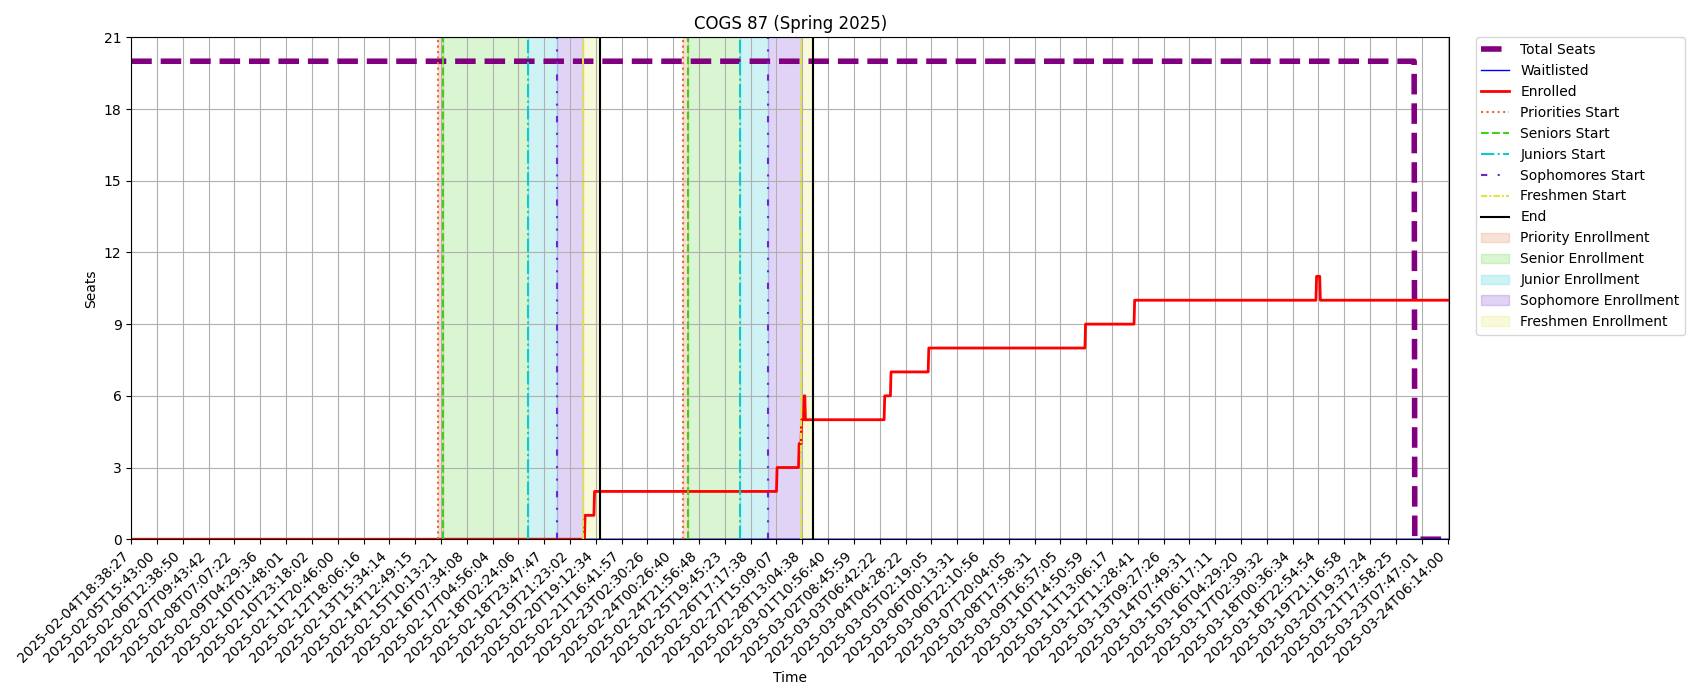 COGS 87 (Spring 2025)
21
18
15
12
9
6
3
0
Seats
2025-02-04T18:38:27
2025-02-05T15:43:00
2025-02-06T12:38:50
2025-02-07T09:43:42
2025-02-08T07:07:22
2025-02-09T04:29:36
2025-02-10T01:48:01
2025-02-10T23:18:02
2025-02-11T20:46:00
2025-02-12T18:06:16
2025-02-13T15:34:14
2025-02-14T12:49:15
2025-02-15T10:13:21
2025-02-16T07:34:08
2025-02-17T04:56:04
2025-02-18T02:24:06
2025-02-18T23:47:47
2025-02-19T21:23:02
2025-02-20T19:12:34
2025-02-21T16:41:57
2025-02-23T02:30:26
2025-02-24T00:26:40
2025-02-24T21:56:48
2025-02-25T19:45:23
2025-02-26T17:17:38
2025-02-27T15:09:07
2025-02-28T13:04:38
2025-03-01T10:56:40
2025-03-02T08:45:59
2025-03-03T06:42:22
2025-03-04T04:28:22
2025-03-05T02:19:05
2025-03-06T00:13:31
2025-03-06T22:10:56
2025-03-07T20:04:05
2025-03-08T17:58:31
2025-03-09T16:57:05
2025-03-10T14:50:59
2025-03-11T13:06:17
2025-03-12T11:28:41
2025-03-13T09:27:26
2025-03-14T07:49:31
2025-03-15T06:17:11
2025-03-16T04:29:20
2025-03-17T02:39:32
2025-03-18T00:36:34
2025-03-18T22:54:54
2025-03-19T21:16:58
2025-03-20T19:37:24
2025-03-21T17:58:25
2025-03-23T07:47:01
2025-03-24T06:14:00
Time
Total Seats
Waitlisted
Enrolled
Priorities Start
Seniors Start
Juniors Start
Sophomores Start
Freshmen Start
End
Priority Enrollment
Senior Enrollment
Junior Enrollment
Sophomore Enrollment
Freshmen Enrollment